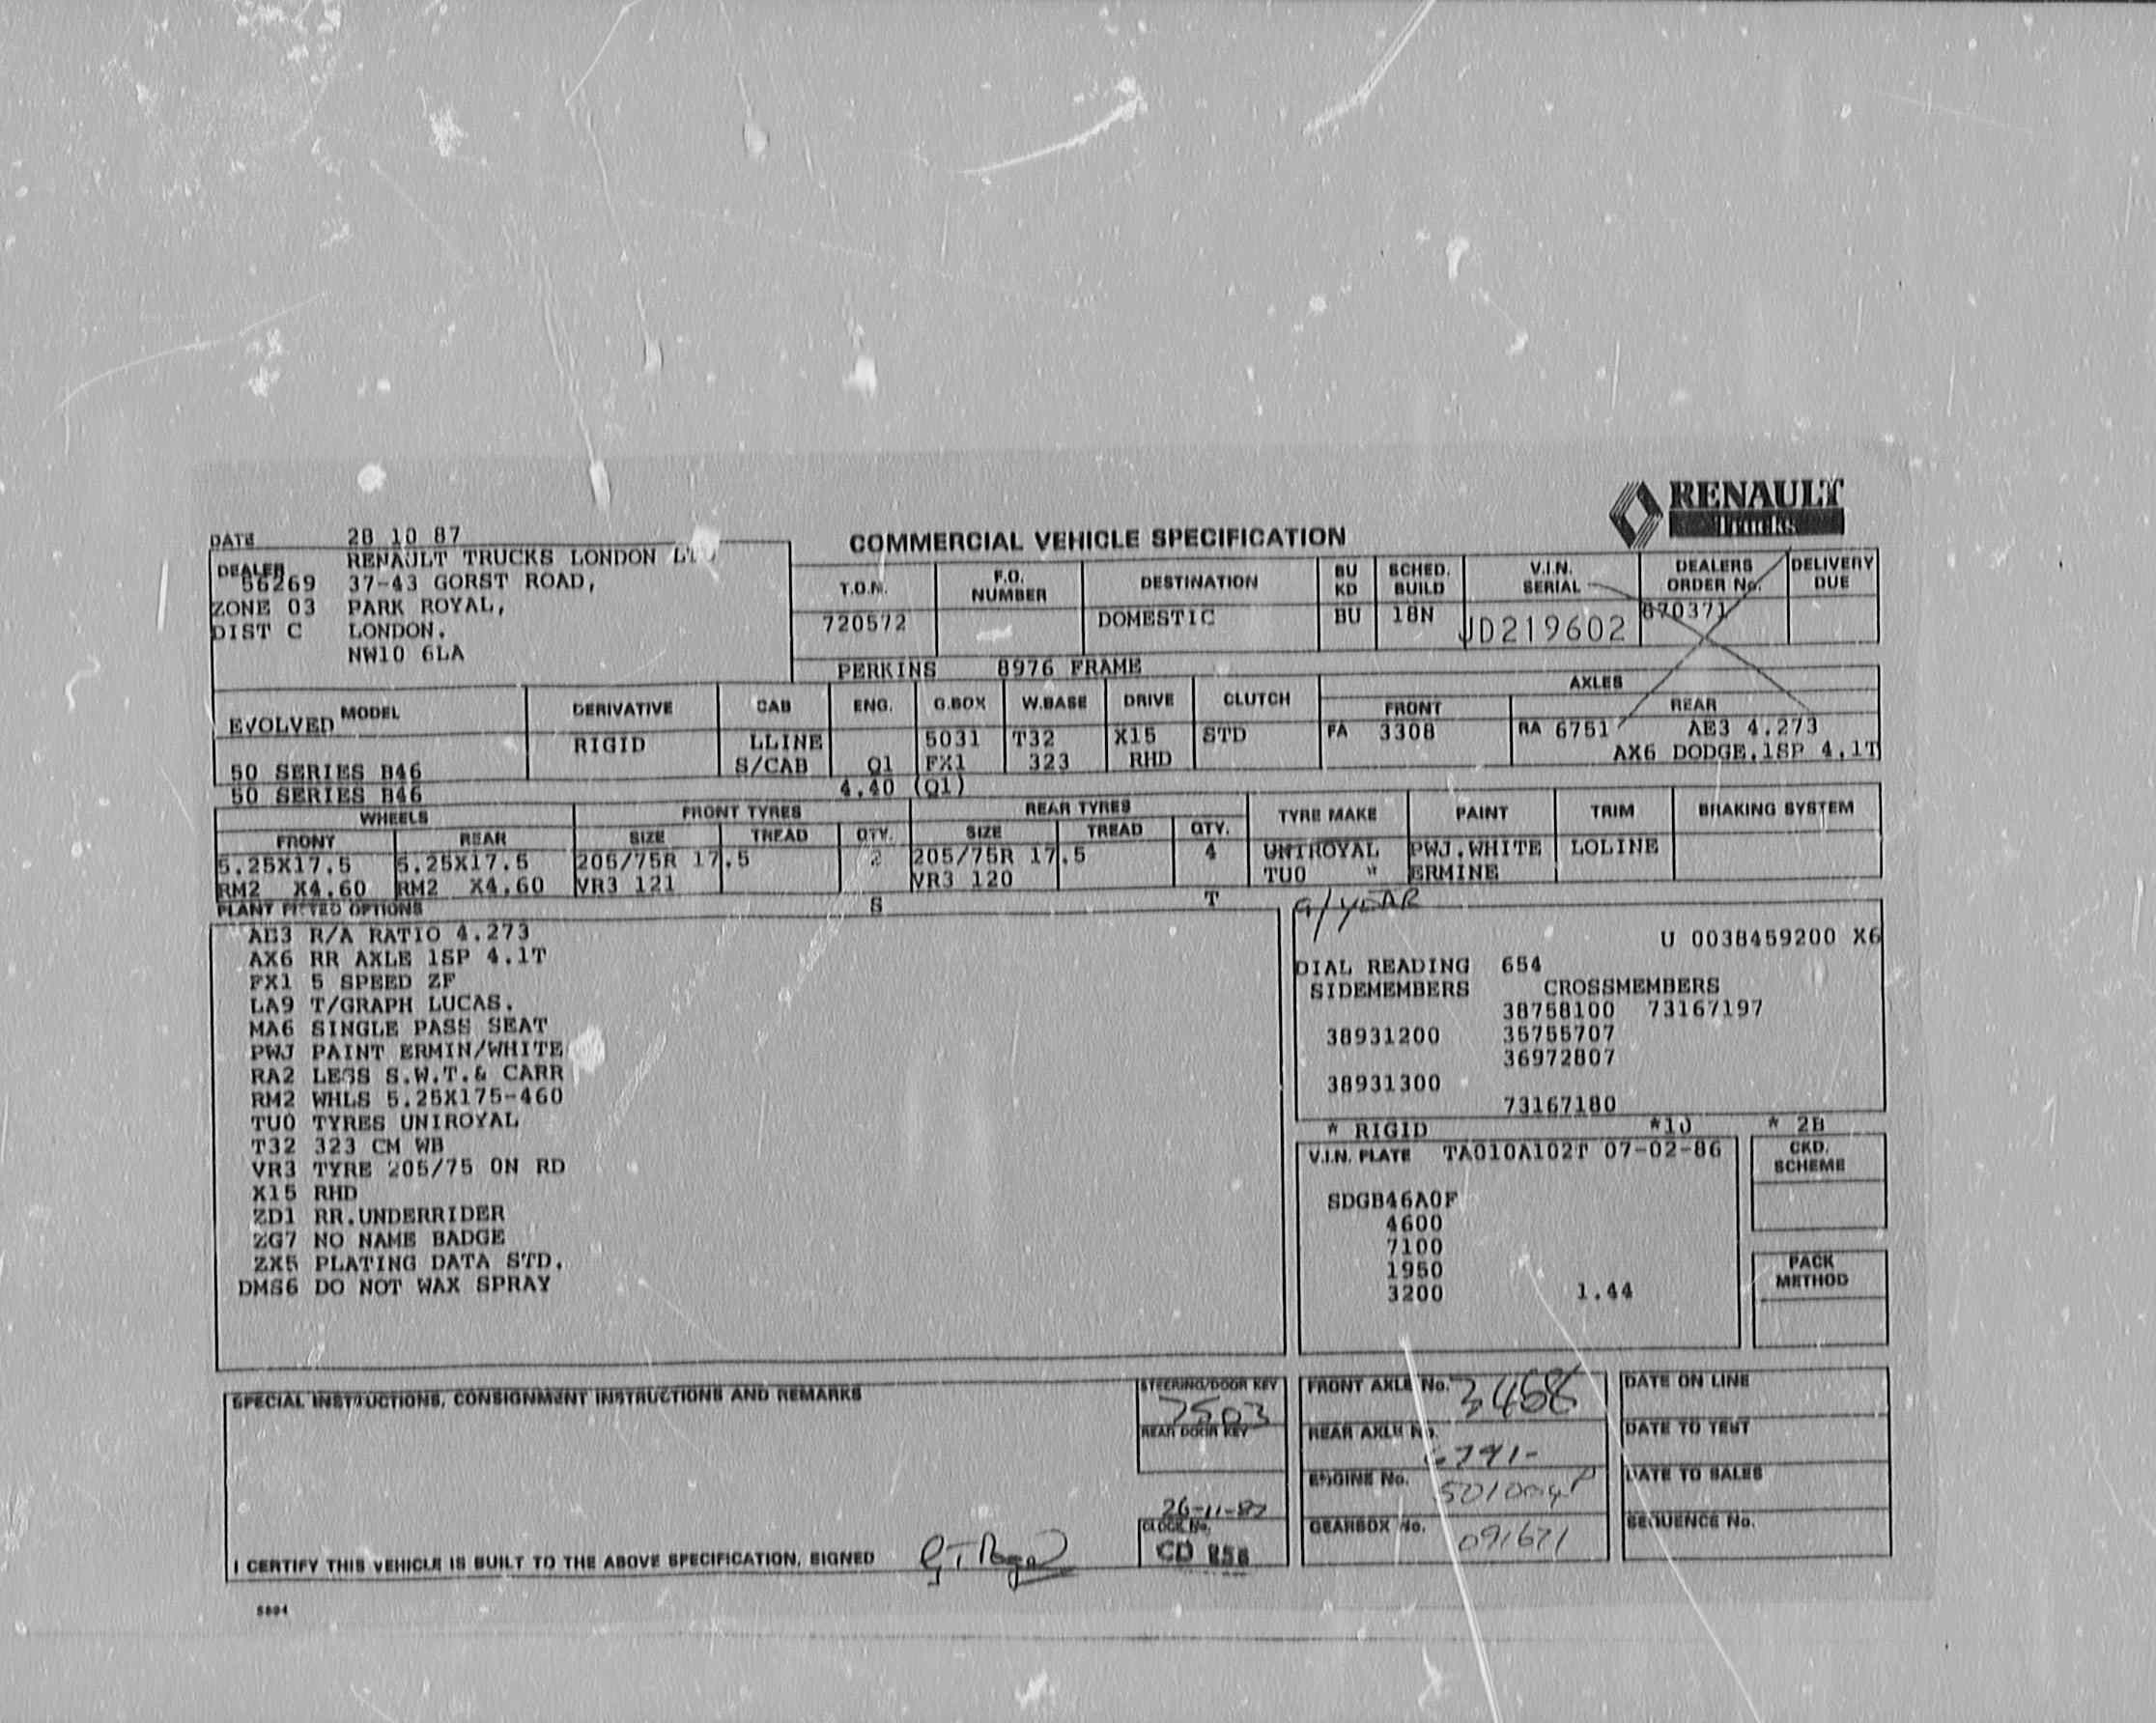 RENAULT
Trucks
DATE 28 10 87
COMMERCIAL VEHICLE SPECIFICATION
DEALER RENAULT TRUCKS LONDON
56269 37-43 GORST ROAD,
ZONE 03 PARK ROYAL,
DIST C LONDON.
NW10 6LA
T.O.N. F.O. NUMBER DESTINATION BU KD SCHED. BUILD V.I.N. SERIAL DEALERS ORDER No. DELIVERY DUE
720572 DOMESTIC BU 18N JD219602 870371
PERKINS 8976 FRAME
MODEL DERIVATIVE CAB ENG. G.BOX W.BASE DRIVE CLUTCH AXLES
FRONT REAR
EVOLVED RIGID LLINE 5031 T32 X15 STD FA 3308 RA 6751 AE3 4.273
50 SERIES B46 S/CAB Q1 FX1 323 RHD AX6 DODGE.1SP 4.1T
50 SERIES B46 4.40 (Q1)
WHEELS FRONT TYRES REAR TYRES TYRE MAKE PAINT TRIM BRAKING SYSTEM
FRONT REAR SIZE TREAD QTY. SIZE TREAD QTY.
5.25X17.5 5.25X17.5 205/75R 17.5 2 205/75R 17.5 4 UNIROYAL PWJ.WHITE LOLINE
RM2 X4.60 RM2 X4.60 VR3 121 VR3 120 TU0 " ERMINE
PLANT FITTED OPTIONS S T G/YEAR
AE3 R/A RATIO 4.273
AX6 RR AXLE 1SP 4.1T
FX1 5 SPEED ZF
LA9 T/GRAPH LUCAS.
MA6 SINGLE PASS SEAT
PWJ PAINT ERMIN/WHITE
RA2 LEGS S.W.T.& CARR
RM2 WHLS 5.25X175-460
TU0 TYRES UNIROYAL
T32 323 CM WB
VR3 TYRE 205/75 ON RD
X15 RHD
ZD1 RR.UNDERRIDER
ZG7 NO NAME BADGE
ZX5 PLATING DATA STD.
DMS6 DO NOT WAX SPRAY
U 0038459200 X6
DIAL READING 654
SIDEMEMBERS CROSSMEMBERS
38758100 73167197
38931200 35755707
36972807
38931300
73167180
* RIGID *10 * 2B
V.I.N. PLATE TA010A102T 07-02-86
SDGB46A0F
4600
7100
1950
3200 1.44
CKD. SCHEME
PACK METHOD
SPECIAL INSTRUCTIONS, CONSIGNMENT INSTRUCTIONS AND REMARKS
STEERING/DOOR KEY
7503
REAR DOOR KEY
26-11-87
CLOCK No.
CD 856
FRONT AXLE No. 3468
REAR AXLE No.
ENGINE No.
GEARBOX No. 091671
DATE ON LINE
DATE TO TEST
DATE TO SALES
SEQUENCE No.
I CERTIFY THIS VEHICLE IS BUILT TO THE ABOVE SPECIFICATION, SIGNED
5804